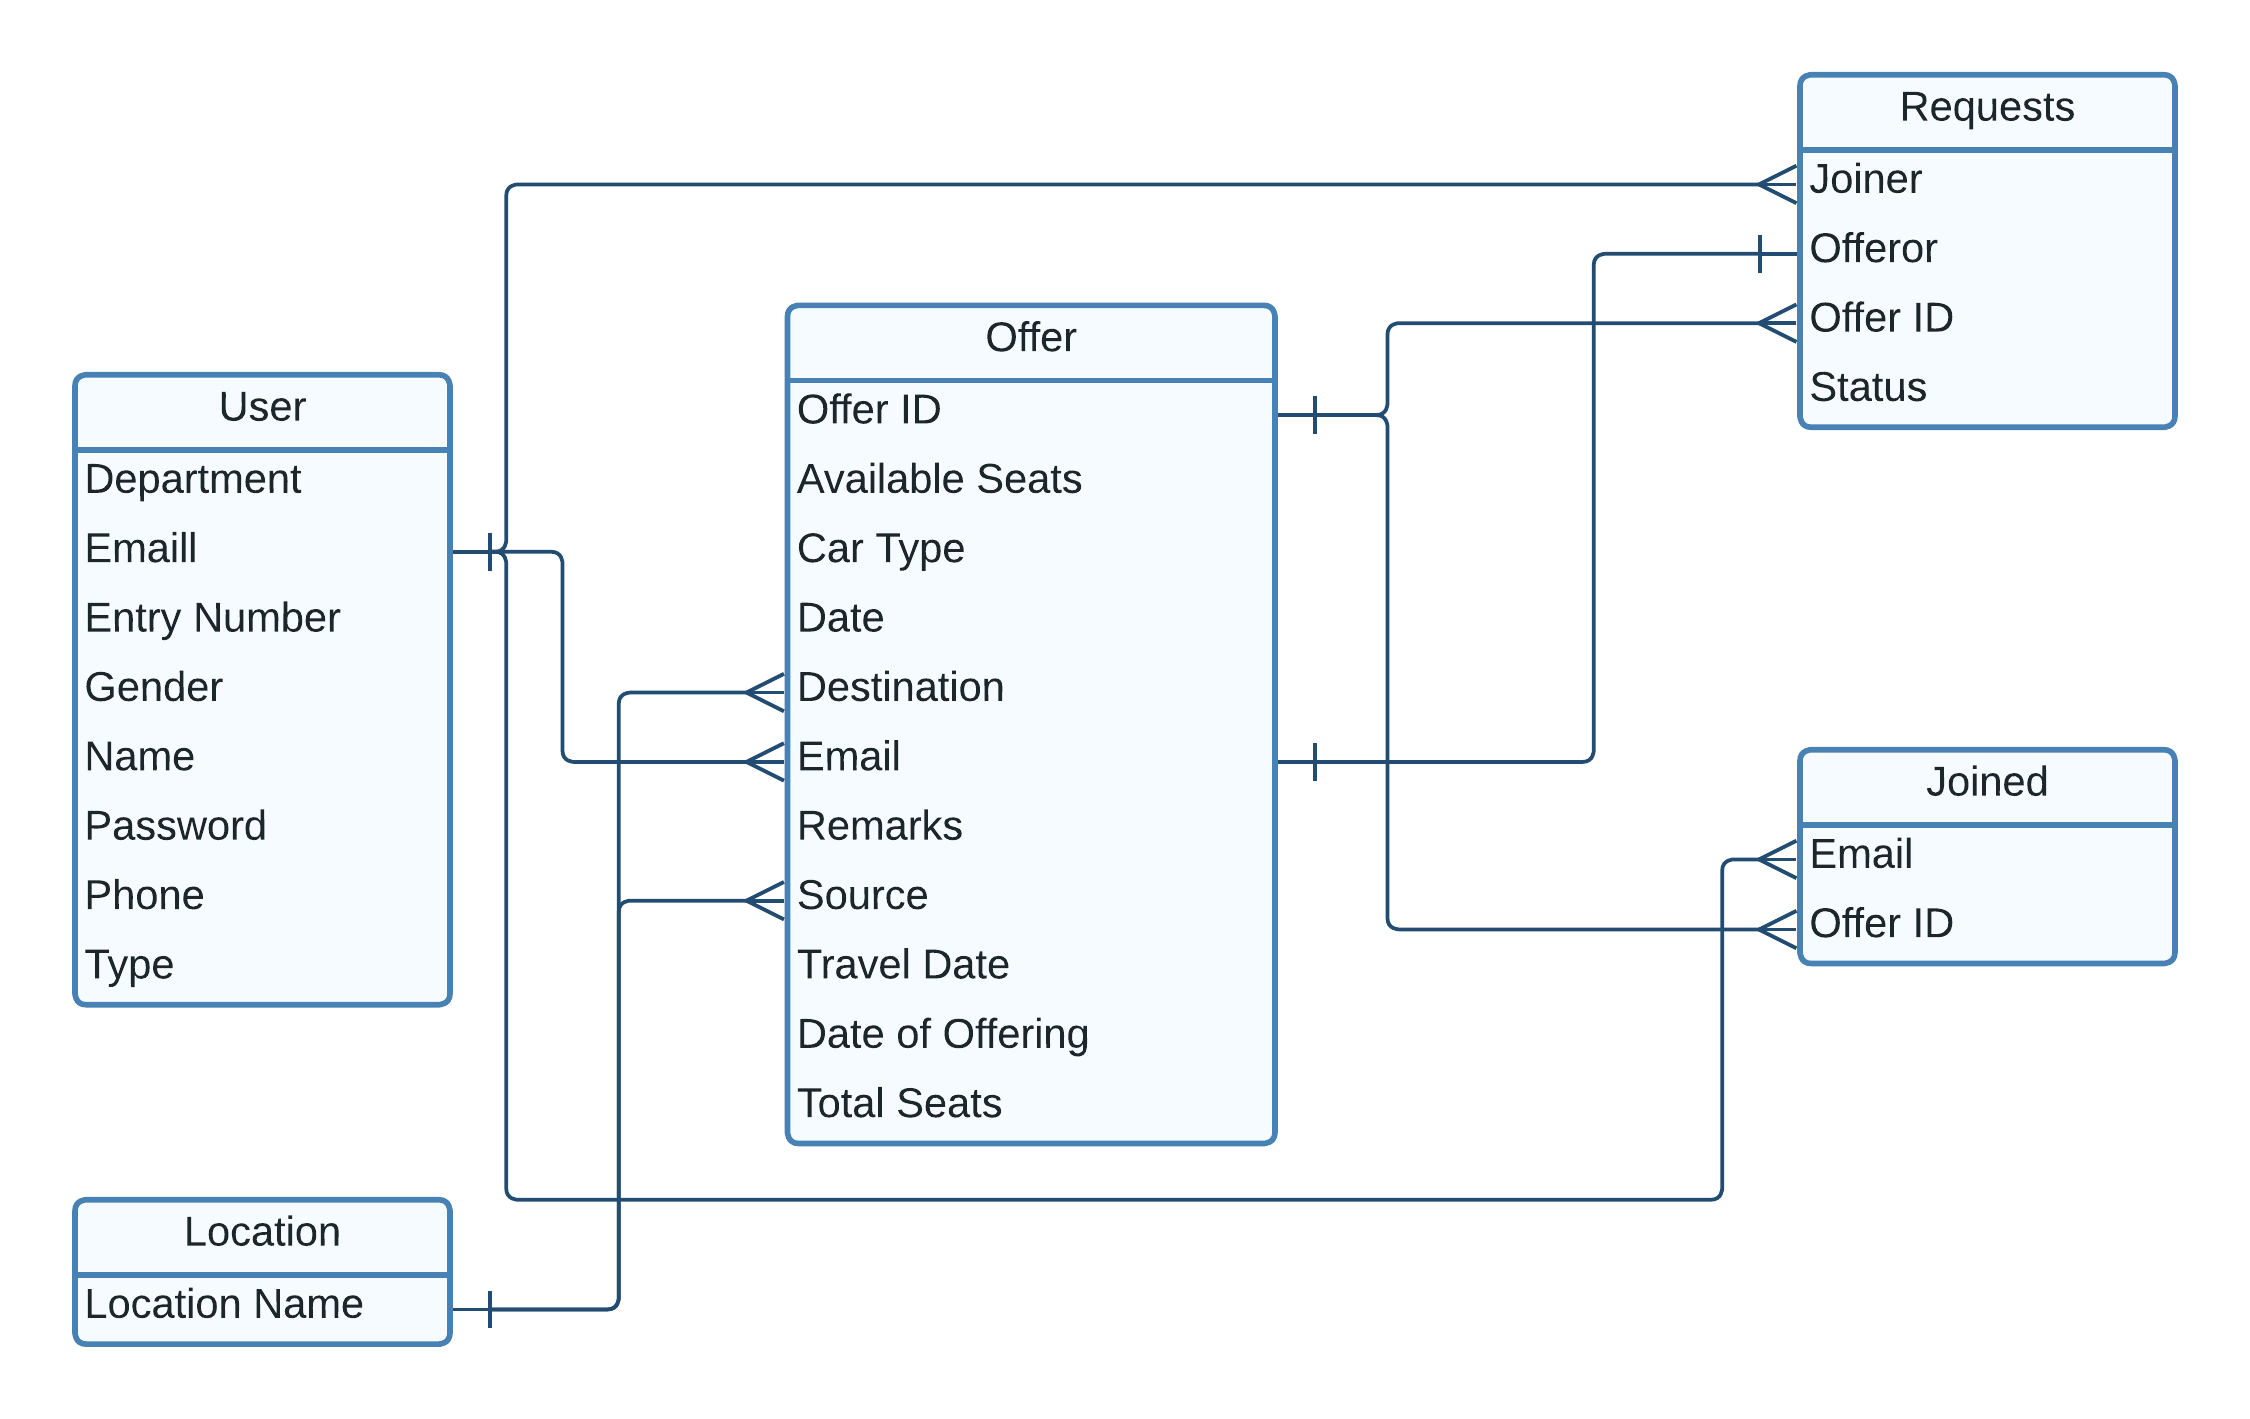 Requests
Joiner
Offeror
Offer ID
Status
Offer
Offer ID
Available Seats
Car Type
Date
Destination
Email
Remarks
Source
Travel Date
Date of Offering
Total Seats
User
Department
Emaill
Entry Number
Gender
Name
Password
Phone
Type
Joined
Email
Offer ID
Location
Location Name